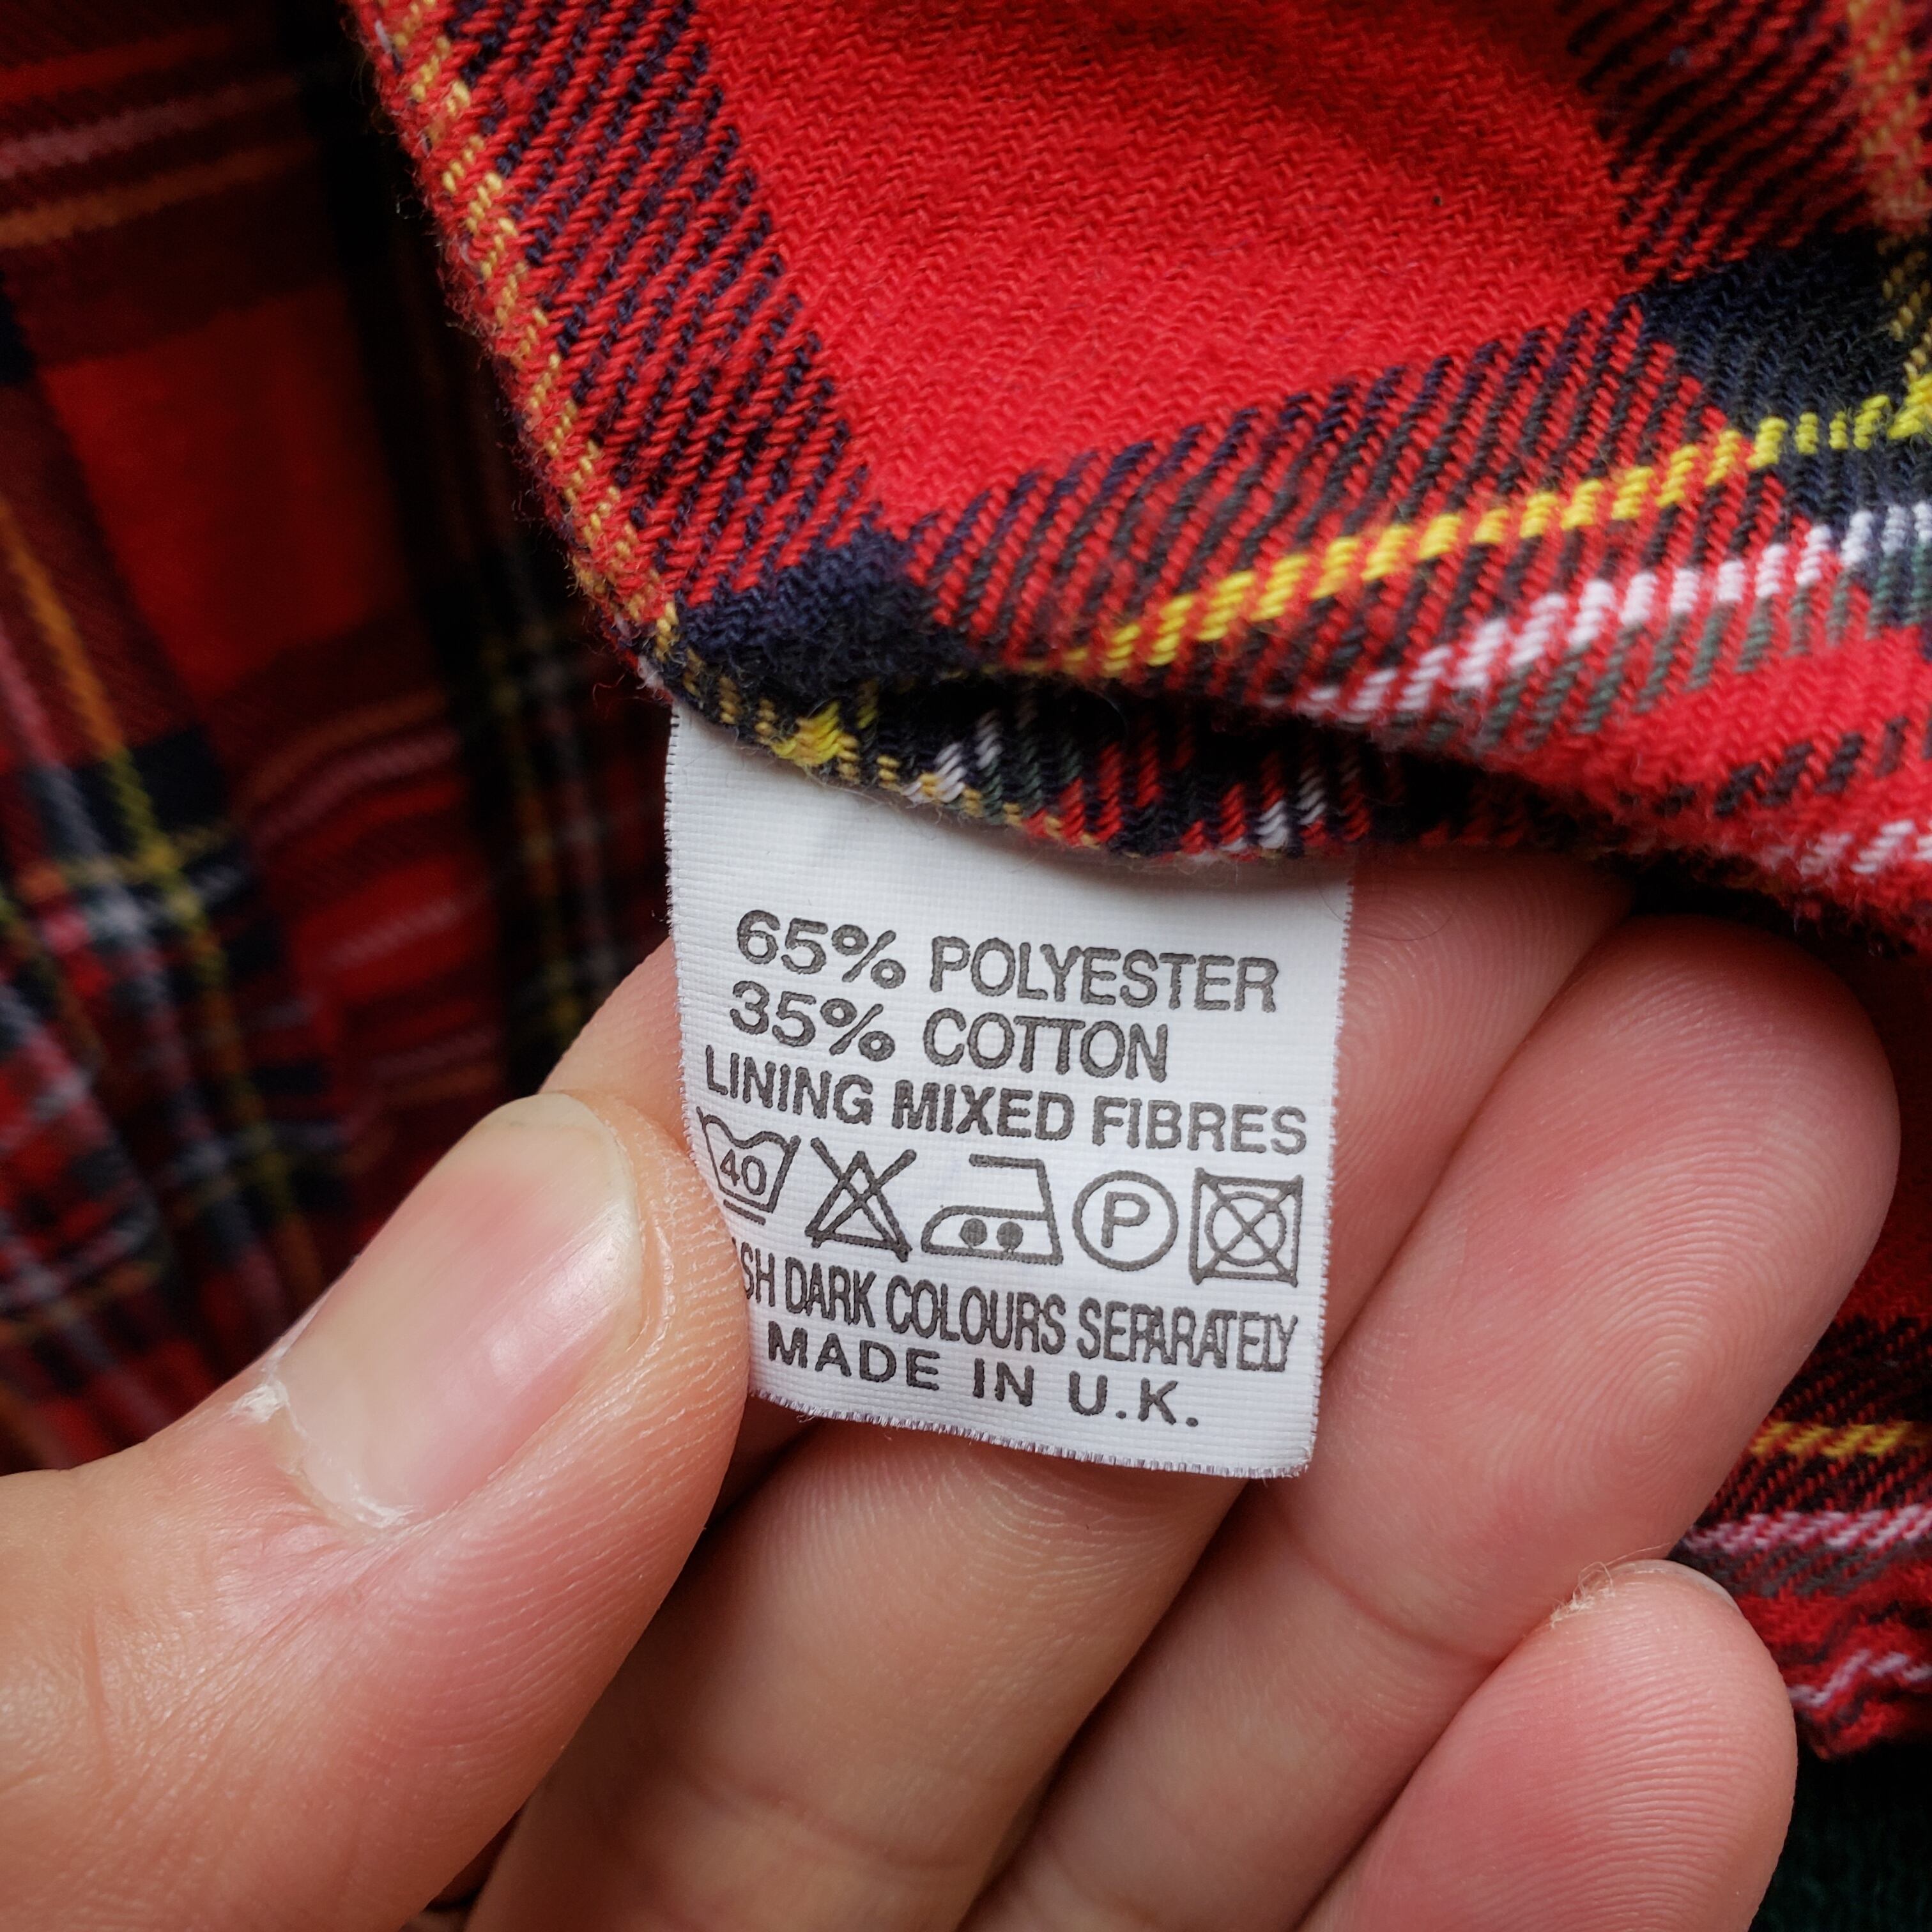 65% POLYESTER
35% COTTON
LINING MIXED FIBRES
40 P
DARK COLOURS SEPARATELY
MADE IN U.K.